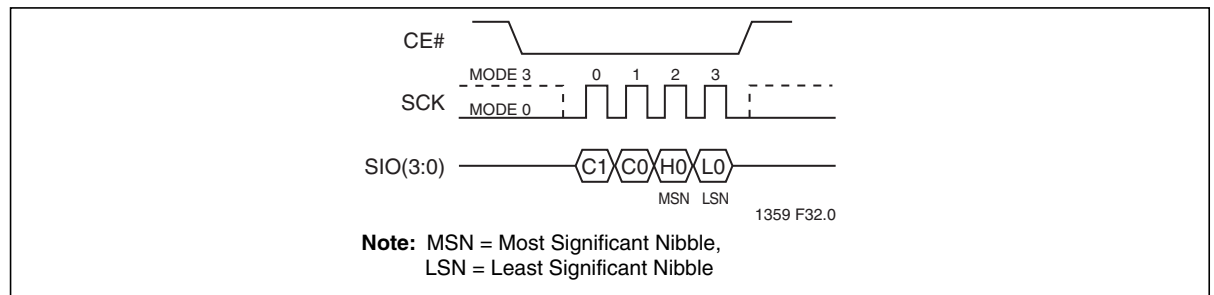 CE#
MODE 3 0 1 2 3
SCK
MODE 0
SIO(3:0) C1 C0 H0 L0
MSN LSN
1359 F32.0
Note: MSN = Most Significant Nibble,
LSN = Least Significant Nibble